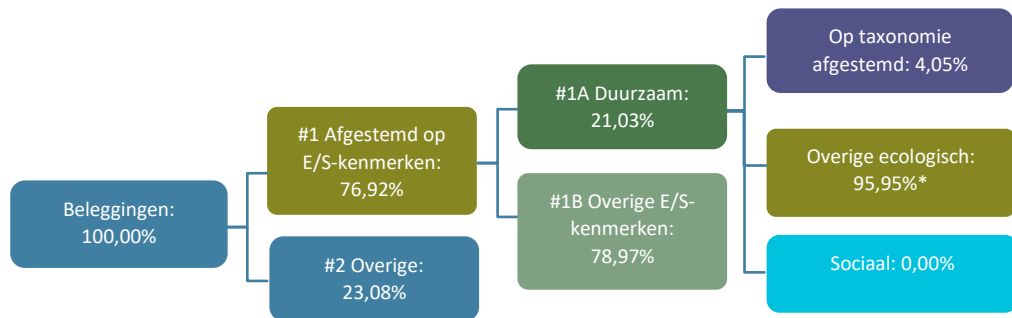 Beleggingen:
100,00%
#1 Afgestemd op
E/S-kenmerken:
76,92%
#2 Overige:
23,08%
#1A Duurzaam:
21,03%
#1B Overige E/S-
kenmerken:
78,97%
Op taxonomie
afgestemd: 4,05%
Overige ecologisch:
95,95%*
Sociaal: 0,00%